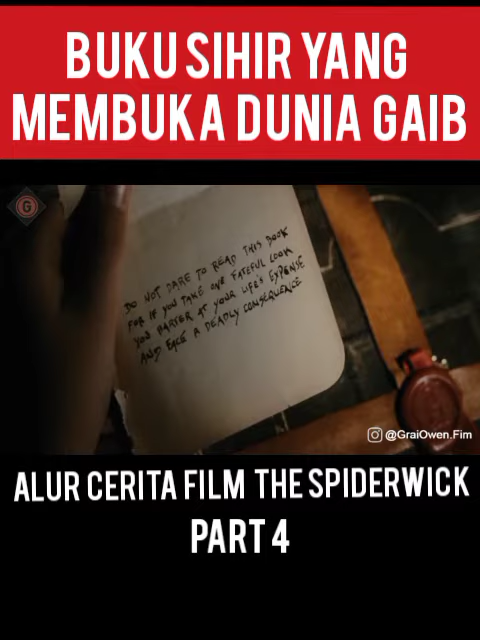 BUKU SIHIR YANG
MEMBUKA DUNIA GAIB
G
DO NOT DARE TO READ THIS BOOK
FOR IF YOU TAKE ONE FATEFUL LOOK
YOU BARTER AT YOUR LIFE'S EXPENSE
AND FACE A DEADLY CONSEQUENCE
@GraiOwen.Fim
ALUR CERITA FILM THE SPIDERWICK
PART 4